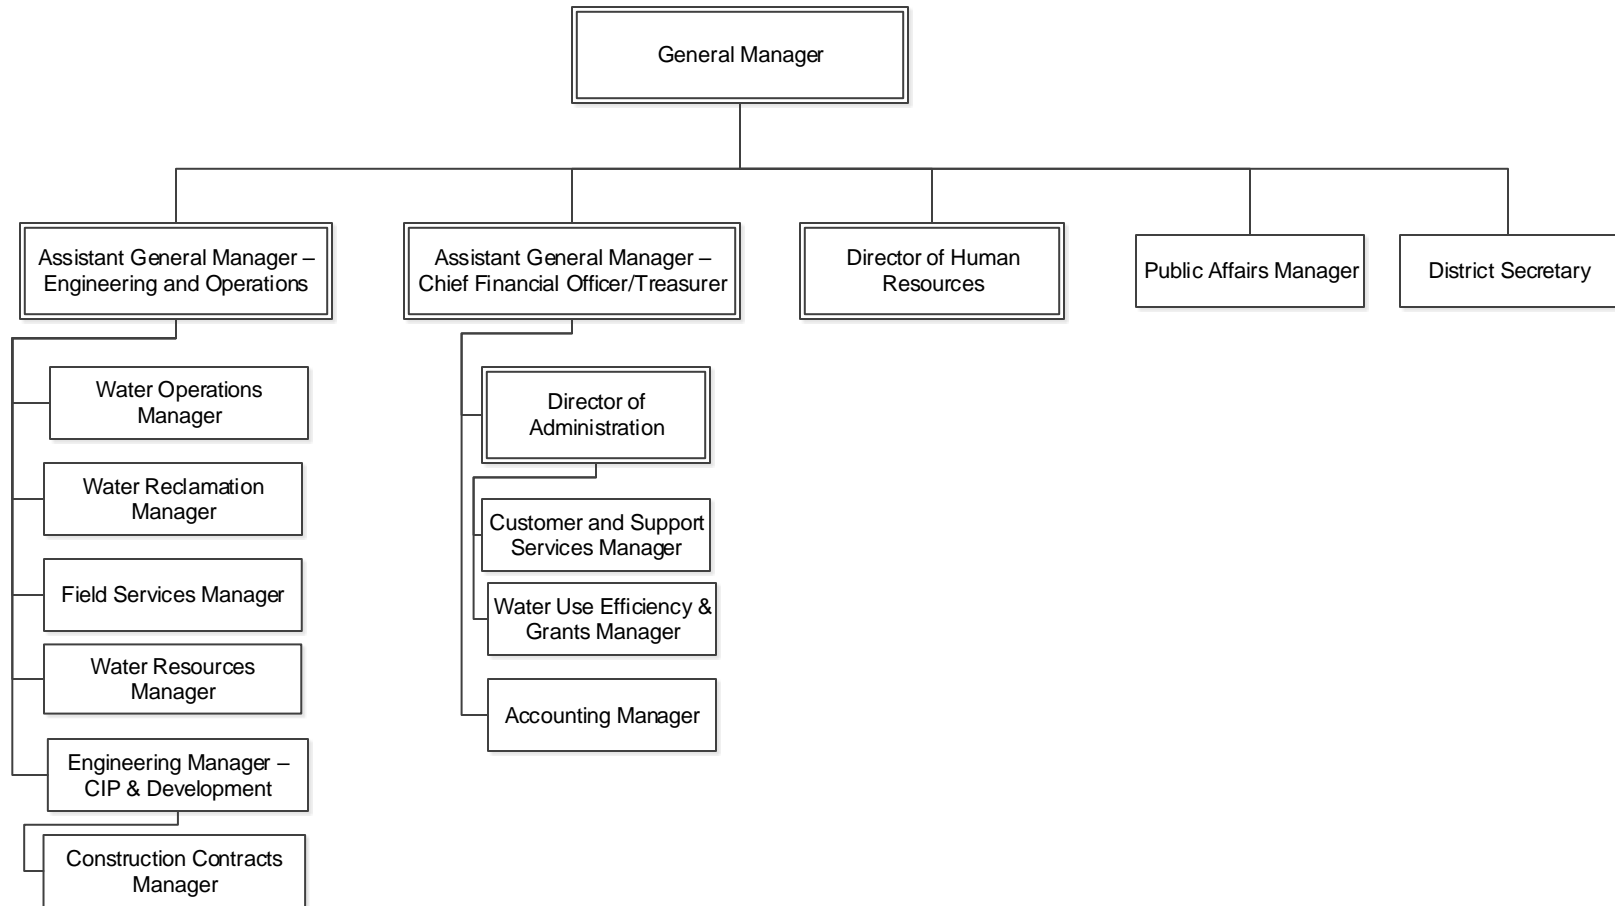 General Manager
Assistant General Manager –
Engineering and Operations
Assistant General Manager –
Chief Financial Officer/Treasurer
Director of Human
Resources
Public Affairs Manager
District Secretary
Water Operations
Manager
Water Reclamation
Manager
Field Services Manager
Water Resources
Manager
Engineering Manager –
CIP & Development
Construction Contracts
Manager
Director of
Administration
Customer and Support
Services Manager
Water Use Efficiency &
Grants Manager
Accounting Manager